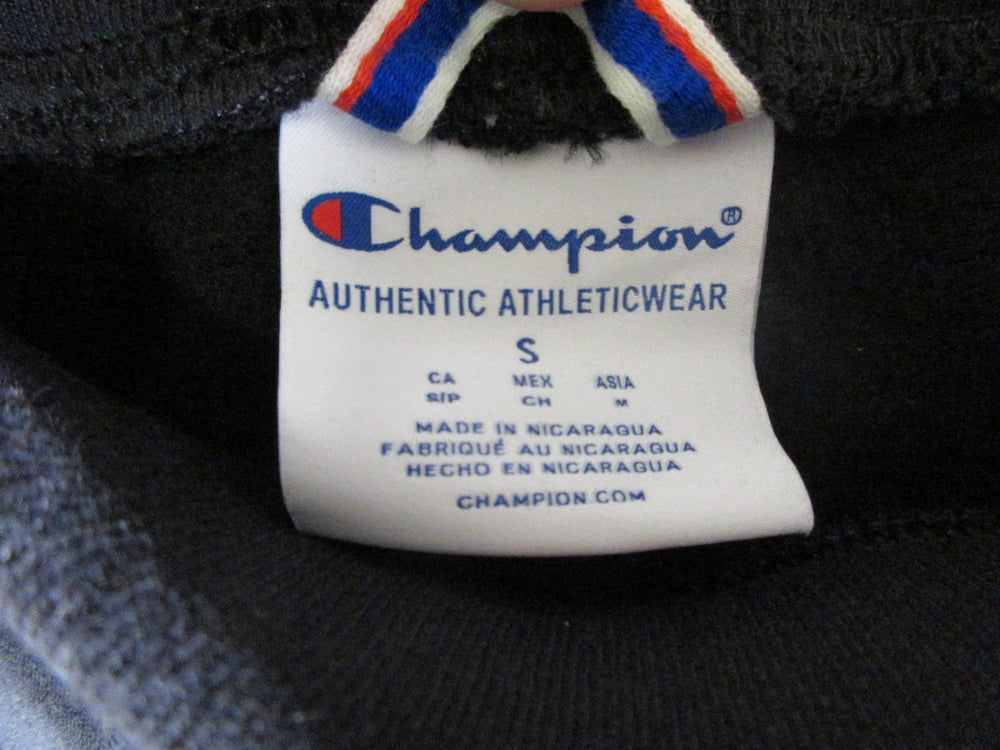 Champion®
AUTHENTIC ATHLETICWEAR
S
CA MEX ASIA
S/P CH M
MADE IN NICARAGUA
FABRIQUÉ AU NICARAGUA
HECHO EN NICARAGUA
CHAMPION.COM